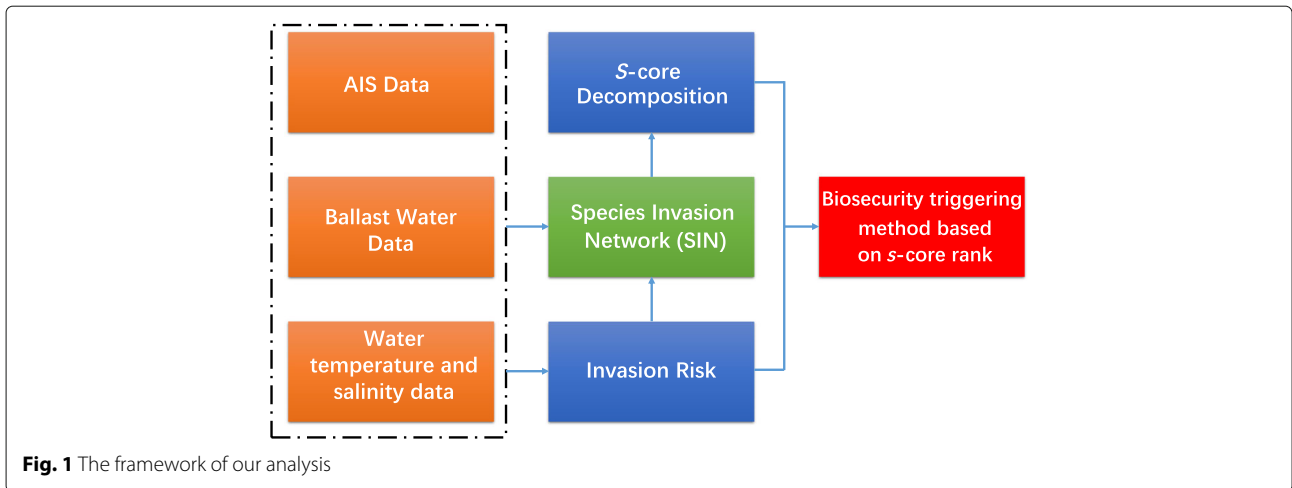 AIS Data
Ballast Water
Data
Water
temperature and
salinity data
S-core
Decomposition
Species Invasion
Network (SIN)
Invasion Risk
Biosecurity triggering
method based
on s-core rank
Fig. 1 The framework of our analysis